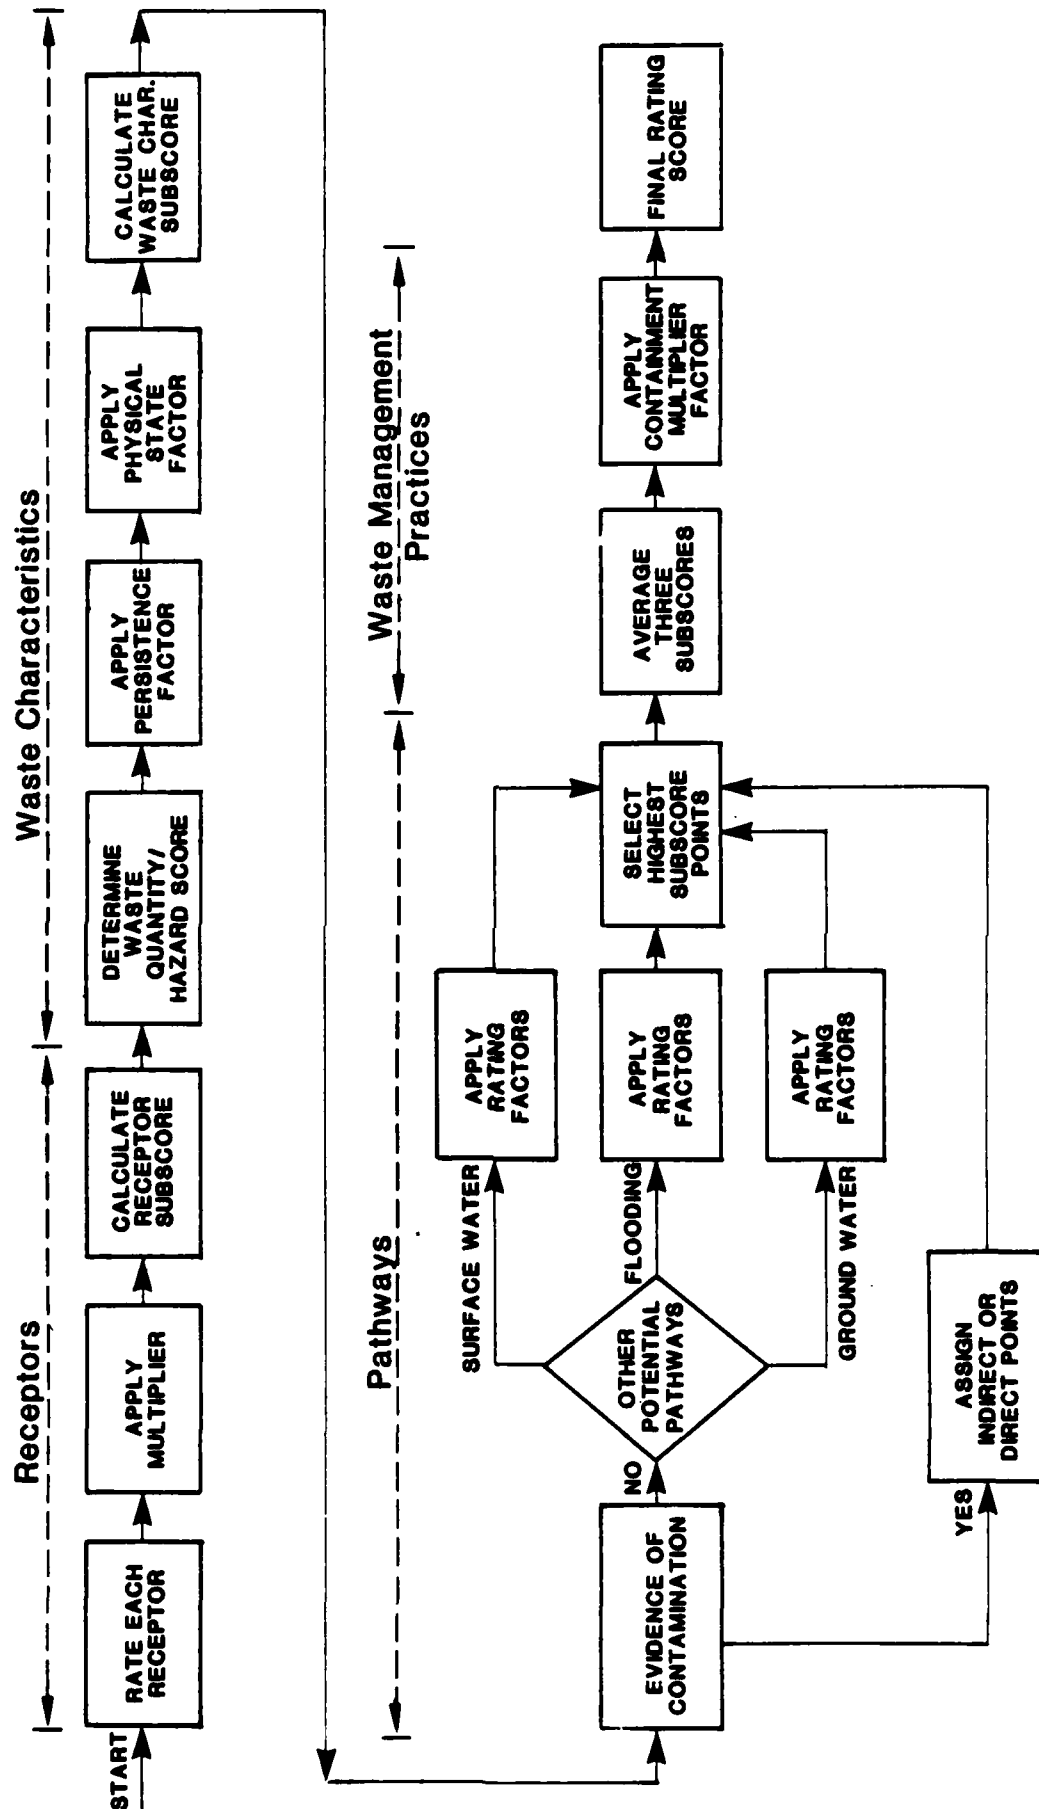 Receptors
Waste Characteristics
START
RATE EACH
RECEPTOR
APPLY
MULTIPLIER
CALCULATE
RECEPTOR
SUBSCORE
DETERMINE
WASTE
QUANTITY/
HAZARD SCORE
APPLY
PERSISTENCE
FACTOR
APPLY
PHYSICAL
STATE
FACTOR
CALCULATE
WASTE CHAR.
SUBSCORE
Pathways
Waste Management
Practices
EVIDENCE OF
CONTAMINATION
NO
YES
OTHER
POTENTIAL
PATHWAYS
SURFACE WATER
FLOODING
GROUND WATER
APPLY
RATING
FACTORS
APPLY
RATING
FACTORS
APPLY
RATING
FACTORS
ASSIGN
INDIRECT OR
DIRECT POINTS
SELECT
HIGHEST
SUBSCORE
POINTS
AVERAGE
THREE
SUBSCORES
APPLY
CONTAINMENT
MULTIPLIER
FACTOR
FINAL RATING
SCORE